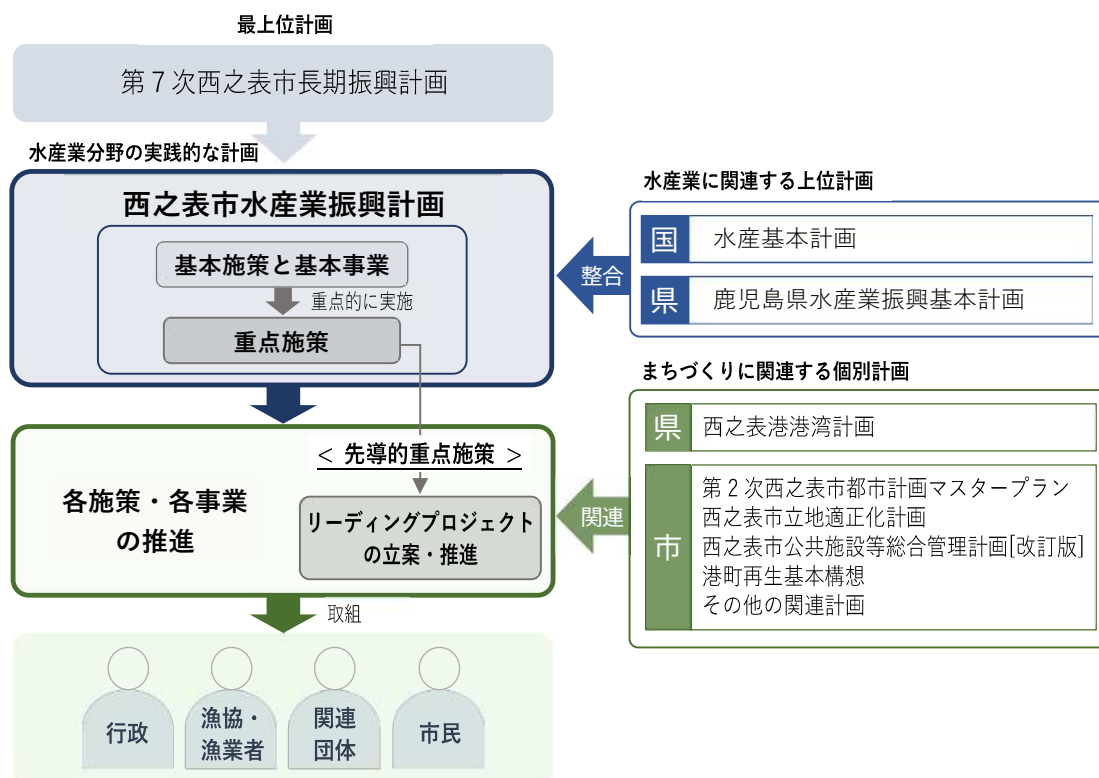 最上位計画
第7次西之表市長期振興計画
水産業分野の実践的な計画
西之表市水産業振興計画
基本施策と基本事業
重点的に実施
重点施策
水産業に関連する上位計画
整合
国
水産基本計画
県
鹿児島県水産業振興基本計画
まちづくりに関連する個別計画
関連
県
西之表港港湾計画
市
第2次西之表市都市計画マスタープラン
西之表市立地適正化計画
西之表市公共施設等総合管理計画[改訂版]
港町再生基本構想
その他の関連計画
各施策・各事業
の推進
< 先導的重点施策 >
リーディングプロジェクト
の立案・推進
取組
行政
漁協・
漁業者
関連
団体
市民